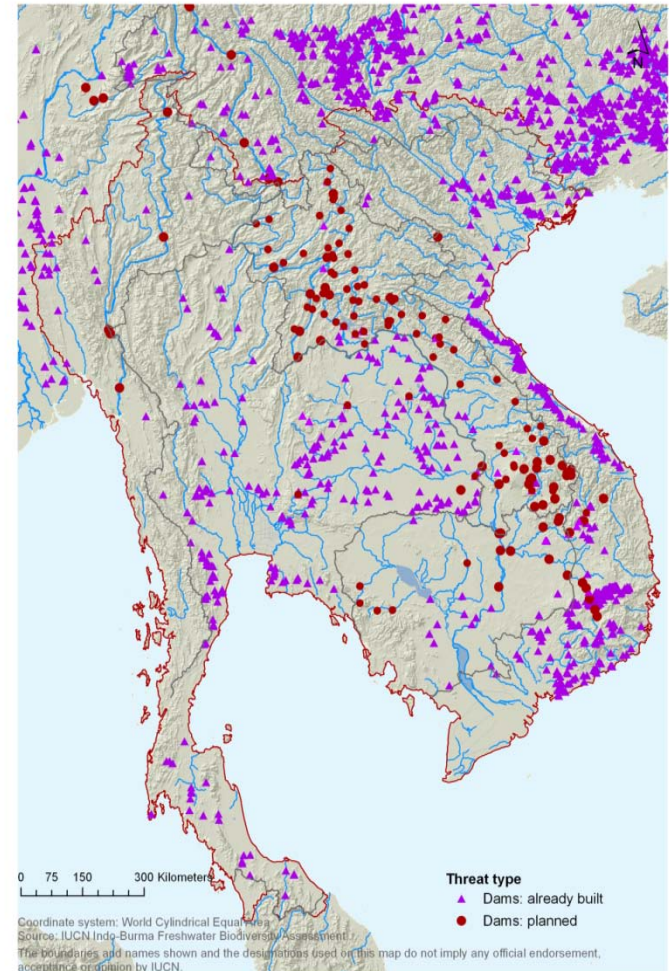 N
0 75 150 300 Kilometers
Threat type
Dams: already built
Dams: planned
Coordinate system: World Cylindrical Equal Area
Source: IUCN Indo-Burma Freshwater Biodiversity Assessment
The boundaries and names shown and the designations used on this map do not imply any official endorsement,
acceptance or opinion by IUCN.